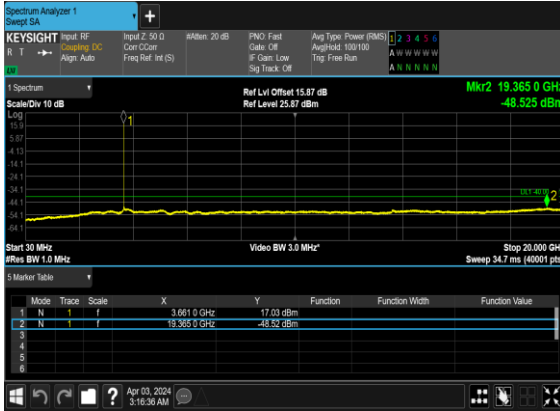 Spectrum Analyzer 1
Swept SA
+
KEYSIGHT Input: RF Input Z: 50 Ω #Atten: 20 dB PNO: Fast Avg Type: Power (RMS) 1 2 3 4 5 6
R T Coupling: DC Corr CCorr Gate: Off Avg|Hold: 100/100 A W W W W W
Align: Auto Freq Ref: Int (S) IF Gain: Low Trig: Free Run
Sig Track: Off A N N N N N
1 Spectrum Ref Lvl Offset 15.87 dB Mkr2 19.365 0 GHz
Scale/Div 10 dB Ref Level 25.87 dBm -48.525 dBm
Log
15.9
5.87
-4.13
-14.1
-24.1
-34.1
-44.1
-54.1
-64.1
1
DL1 -40.00
2
Start 30 MHz Video BW 3.0 MHz* Stop 20.000 GH
#Res BW 1.0 MHz Sweep 34.7 ms (40001 pts
5 Marker Table
Mode Trace Scale X Y Function Function Width Function Value
1 N 1 f 3.661 0 GHz 17.03 dBm
2 N 1 f 19.365 0 GHz -48.52 dBm
3
4
5
6
? Apr 03, 2024
3:16:36 AM